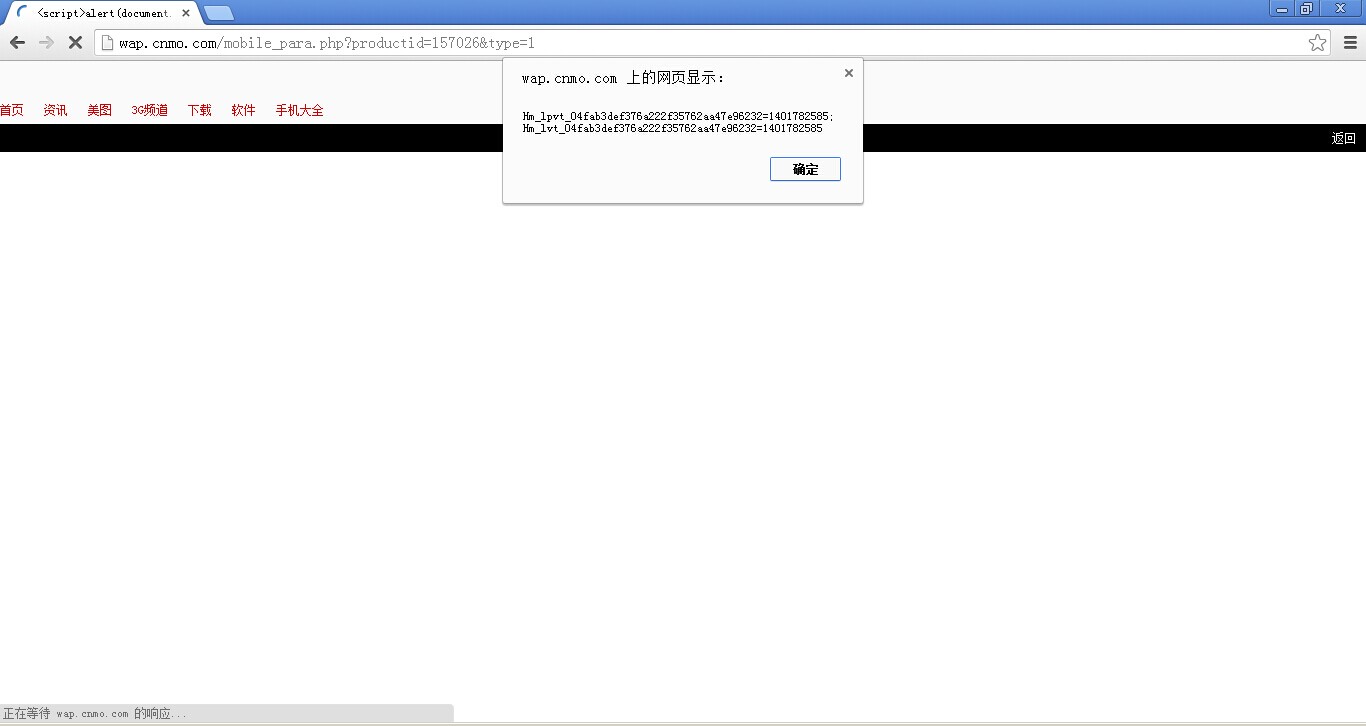 <script>alert(document.
wap.cnmo.com/mobile_para.php?productid=157026&type=1
wap.cnmo.com 上的网页显示：
Hm_lpvt_04fab3def376a222f35762aa47e96232=1401782585;
Hm_lvt_04fab3def376a222f35762aa47e96232=1401782585
确定
首页 资讯 美图 3G频道 下载 软件 手机大全
返回
正在等待 wap.cnmo.com 的响应...